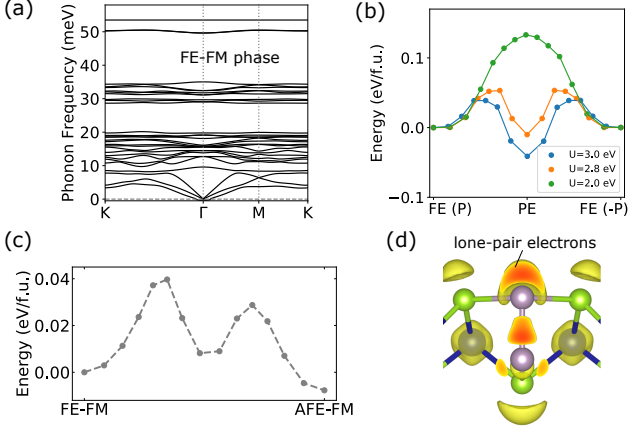 (a)
Phonon Frequency (meV)
50
40
30
20
10
0
FE-FM phase
K Γ M K
(b)
Energy (eV/f.u.)
0.1
0.0
−0.1
U=3.0 eV
U=2.8 eV
U=2.0 eV
FE (P) PE FE (-P)
(c)
Energy (eV/f.u.)
0.04
0.02
0.00
FE-FM AFE-FM
(d)
lone-pair electrons